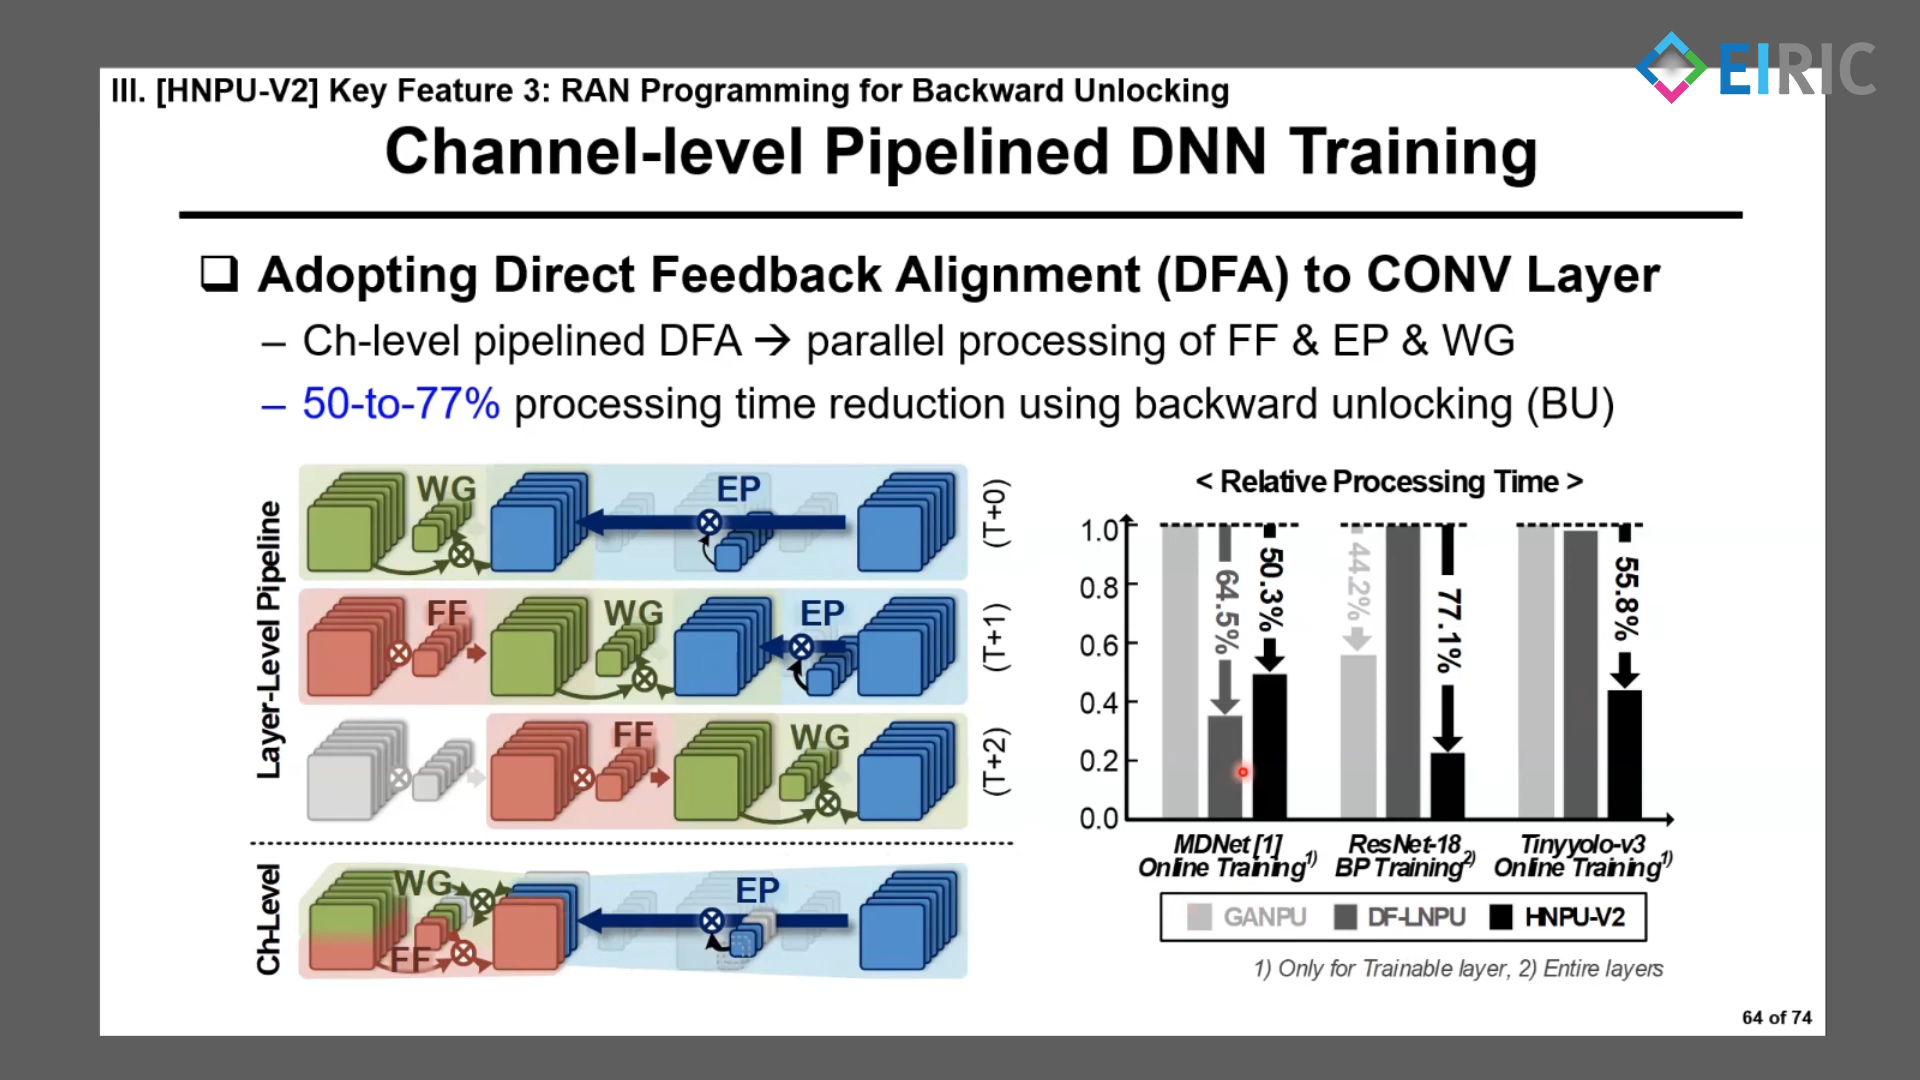 EIRIC
III. [HNPU-V2] Key Feature 3: RAN Programming for Backward Unlocking
Channel-level Pipelined DNN Training
❑ Adopting Direct Feedback Alignment (DFA) to CONV Layer
– Ch-level pipelined DFA → parallel processing of FF & EP & WG
– 50-to-77% processing time reduction using backward unlocking (BU)
Layer-Level Pipeline
WG EP (T+0)
FF WG EP (T+1)
FF WG (T+2)
Ch-Level
WG EP
FF
< Relative Processing Time >
1.0
0.8
0.6
0.4
0.2
0.0
64.5%
50.3%
44.2%
77.1%
55.8%
MDNet [1]
Online Training1)
ResNet-18
BP Training2)
Tinyyolo-v3
Online Training1)
GANPU DF-LNPU HNPU-V2
1) Only for Trainable layer, 2) Entire layers
64 of 74